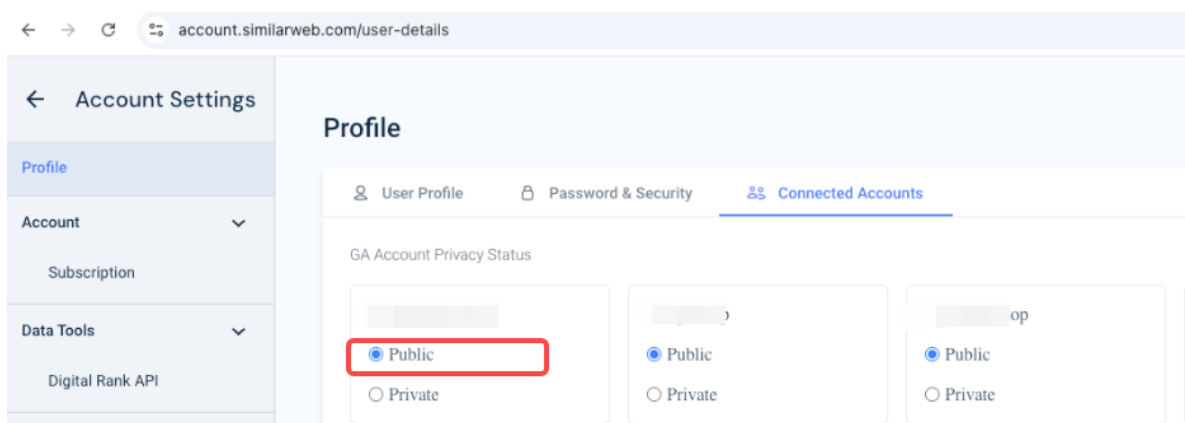 account.similarweb.com/user-details
Account Settings
Profile
Account
Subscription
Data Tools
Digital Rank API
Profile
User Profile
Password & Security
Connected Accounts
GA Account Privacy Status
Public
Private
Public
Private
op
Public
Private